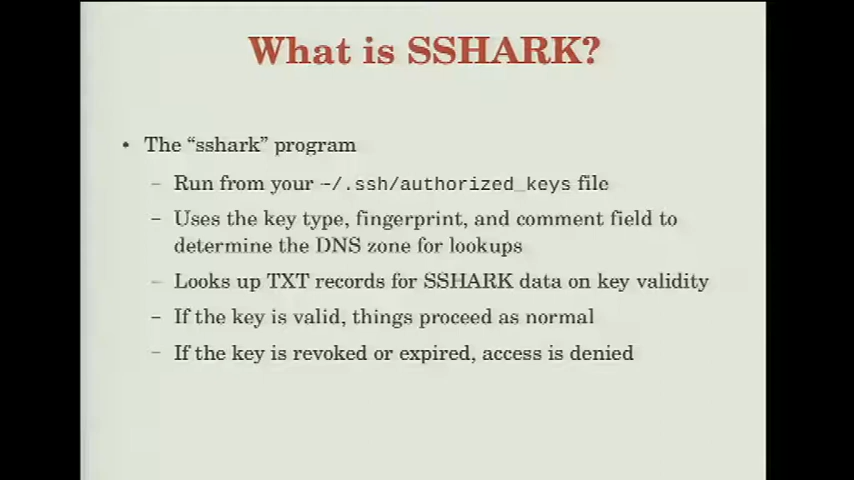 What is SSHARK?
• The “sshark” program
– Run from your ~/.ssh/authorized_keys file
– Uses the key type, fingerprint, and comment field to
determine the DNS zone for lookups
– Looks up TXT records for SSHARK data on key validity
– If the key is valid, things proceed as normal
– If the key is revoked or expired, access is denied